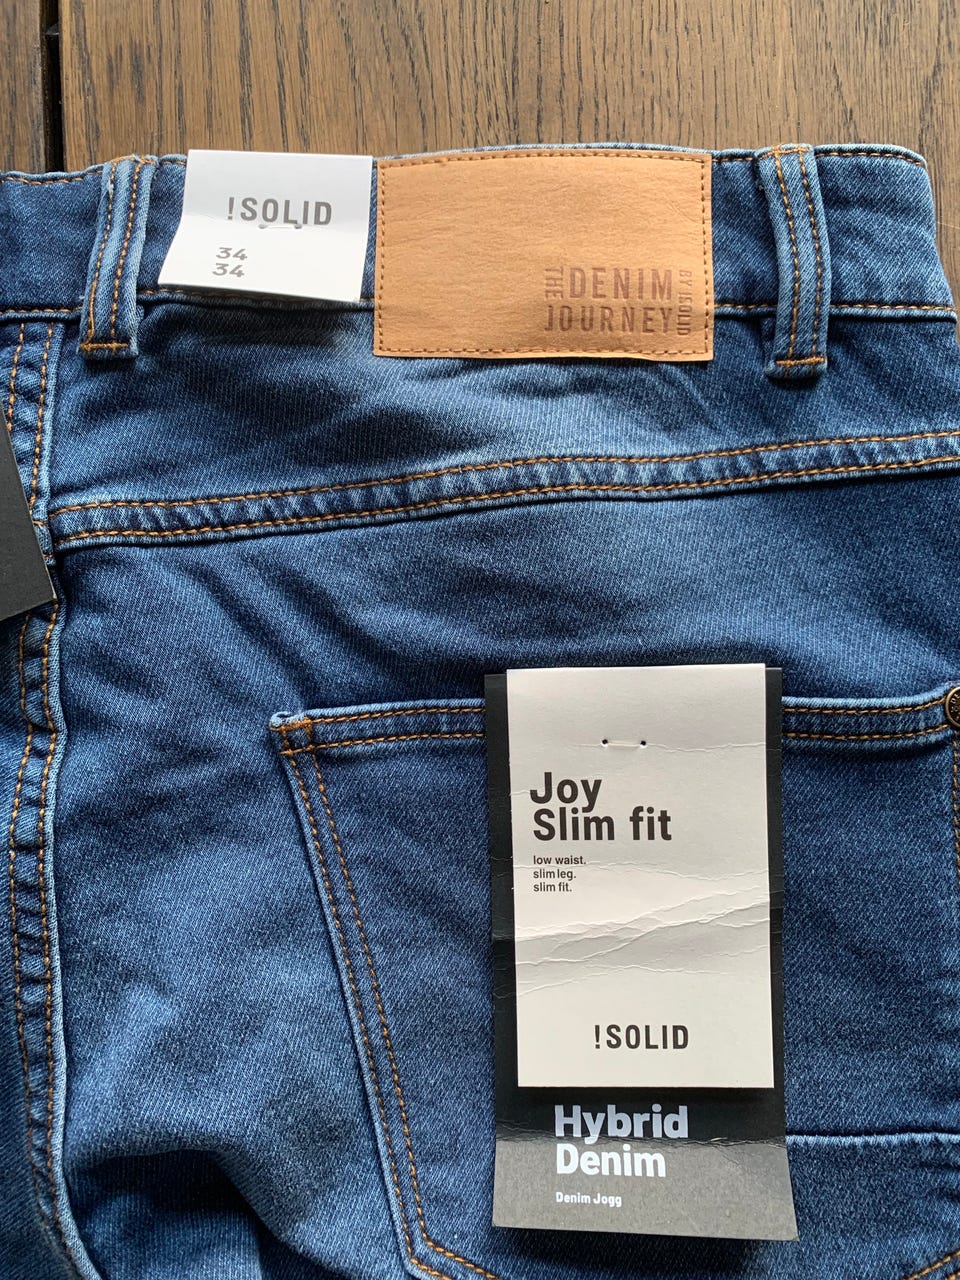 !SOLID
34
34
THE DENIM
JOURNEY
BY !SOLID
Joy
Slim fit
low waist.
slim leg.
slim fit.
!SOLID
Hybrid
Denim
Denim Jogg